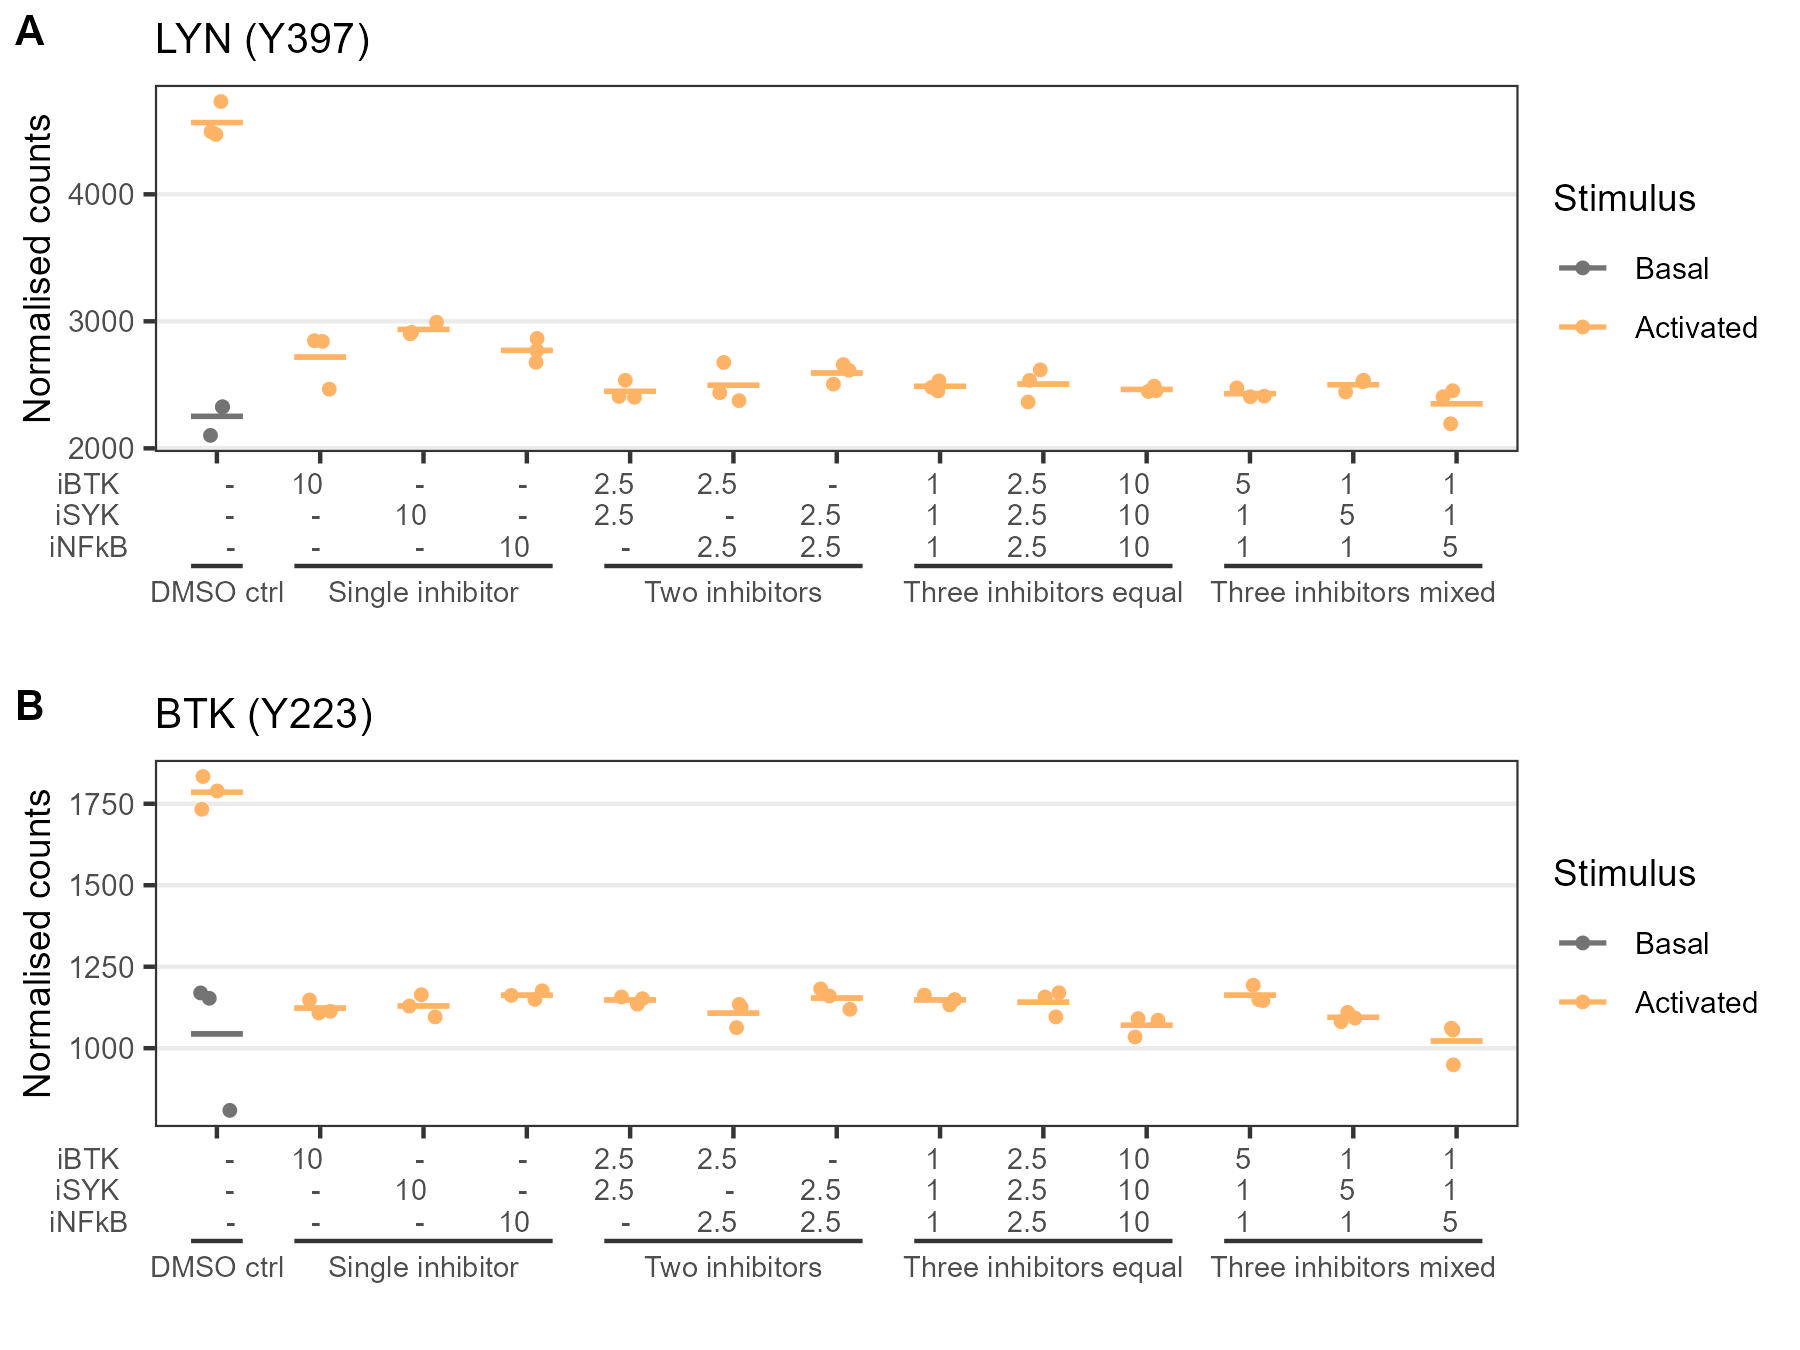 A
LYN (Y397)
Normalised counts
4000
3000
2000
iBTK - 10 - - 2.5 2.5 - 1 2.5 10 5 1 1
iSYK - - 10 - 2.5 - 2.5 1 2.5 10 1 5 1
iNFkB - - - 10 - 2.5 2.5 1 2.5 10 1 1 5
DMSO ctrl Single inhibitor Two inhibitors Three inhibitors equal Three inhibitors mixed
Stimulus
Basal
Activated
B
BTK (Y223)
Normalised counts
1750
1500
1250
1000
iBTK - 10 - - 2.5 2.5 - 1 2.5 10 5 1 1
iSYK - - 10 - 2.5 - 2.5 1 2.5 10 1 5 1
iNFkB - - - 10 - 2.5 2.5 1 2.5 10 1 1 5
DMSO ctrl Single inhibitor Two inhibitors Three inhibitors equal Three inhibitors mixed
Stimulus
Basal
Activated